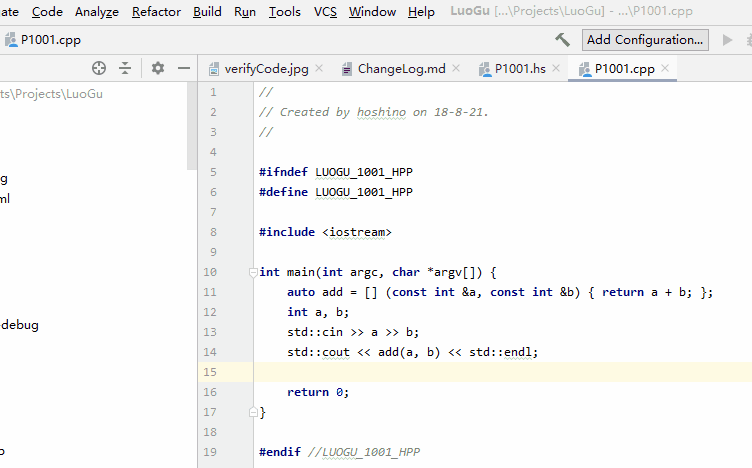 ate Code Analyze Refactor Build Run Tools VCS Window Help LuoGu [...\Projects\LuoGu] - ...\P1001.cpp
P1001.cpp Add Configuration...
verifyCode.jpg ChangeLog.md P1001.hs P1001.cpp
ts\Projects\LuoGu
g
ml
debug
o
1 //
2 // Created by hoshino on 18-8-21.
3 //
4
5 #ifndef LUOGU_1001_HPP
6 #define LUOGU_1001_HPP
7
8 #include <iostream>
9
10 int main(int argc, char *argv[]) {
11     auto add = [] (const int &a, const int &b) { return a + b; };
12     int a, b;
13     std::cin >> a >> b;
14     std::cout << add(a, b) << std::endl;
15
16     return 0;
17 }
18
19 #endif //LUOGU_1001_HPP